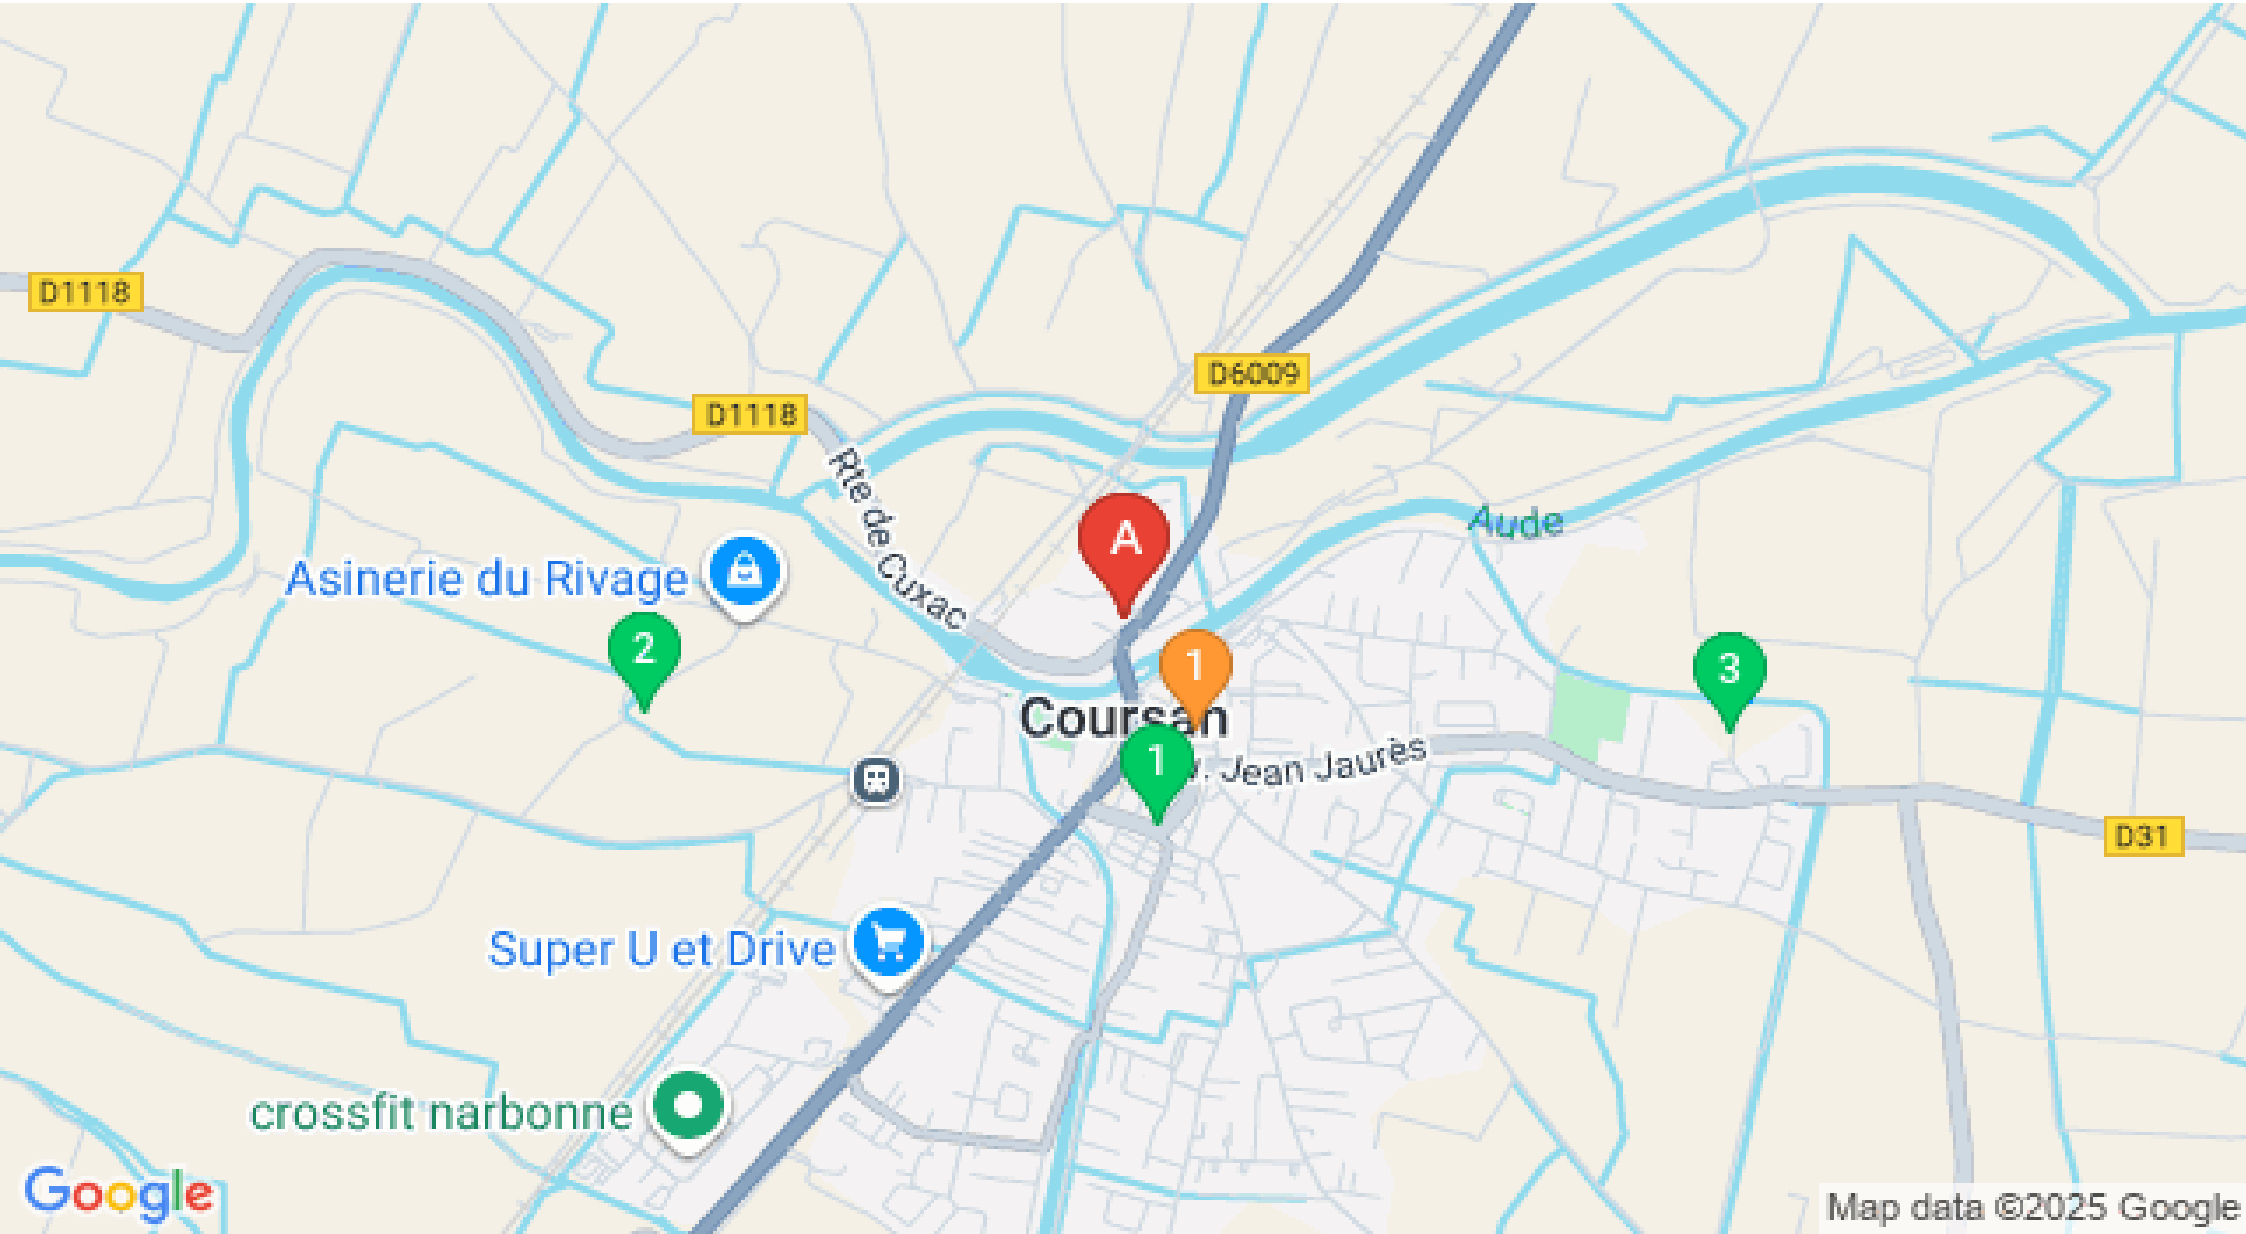 D1118
D6009
D1118
Rte de Cuxac
A
Aude
Asinerie du Rivage
2
1
3
Coursan
1
. Jean Jaurès
D31
Super U et Drive
crossfit narbonne
Google
Map data ©2025 Google